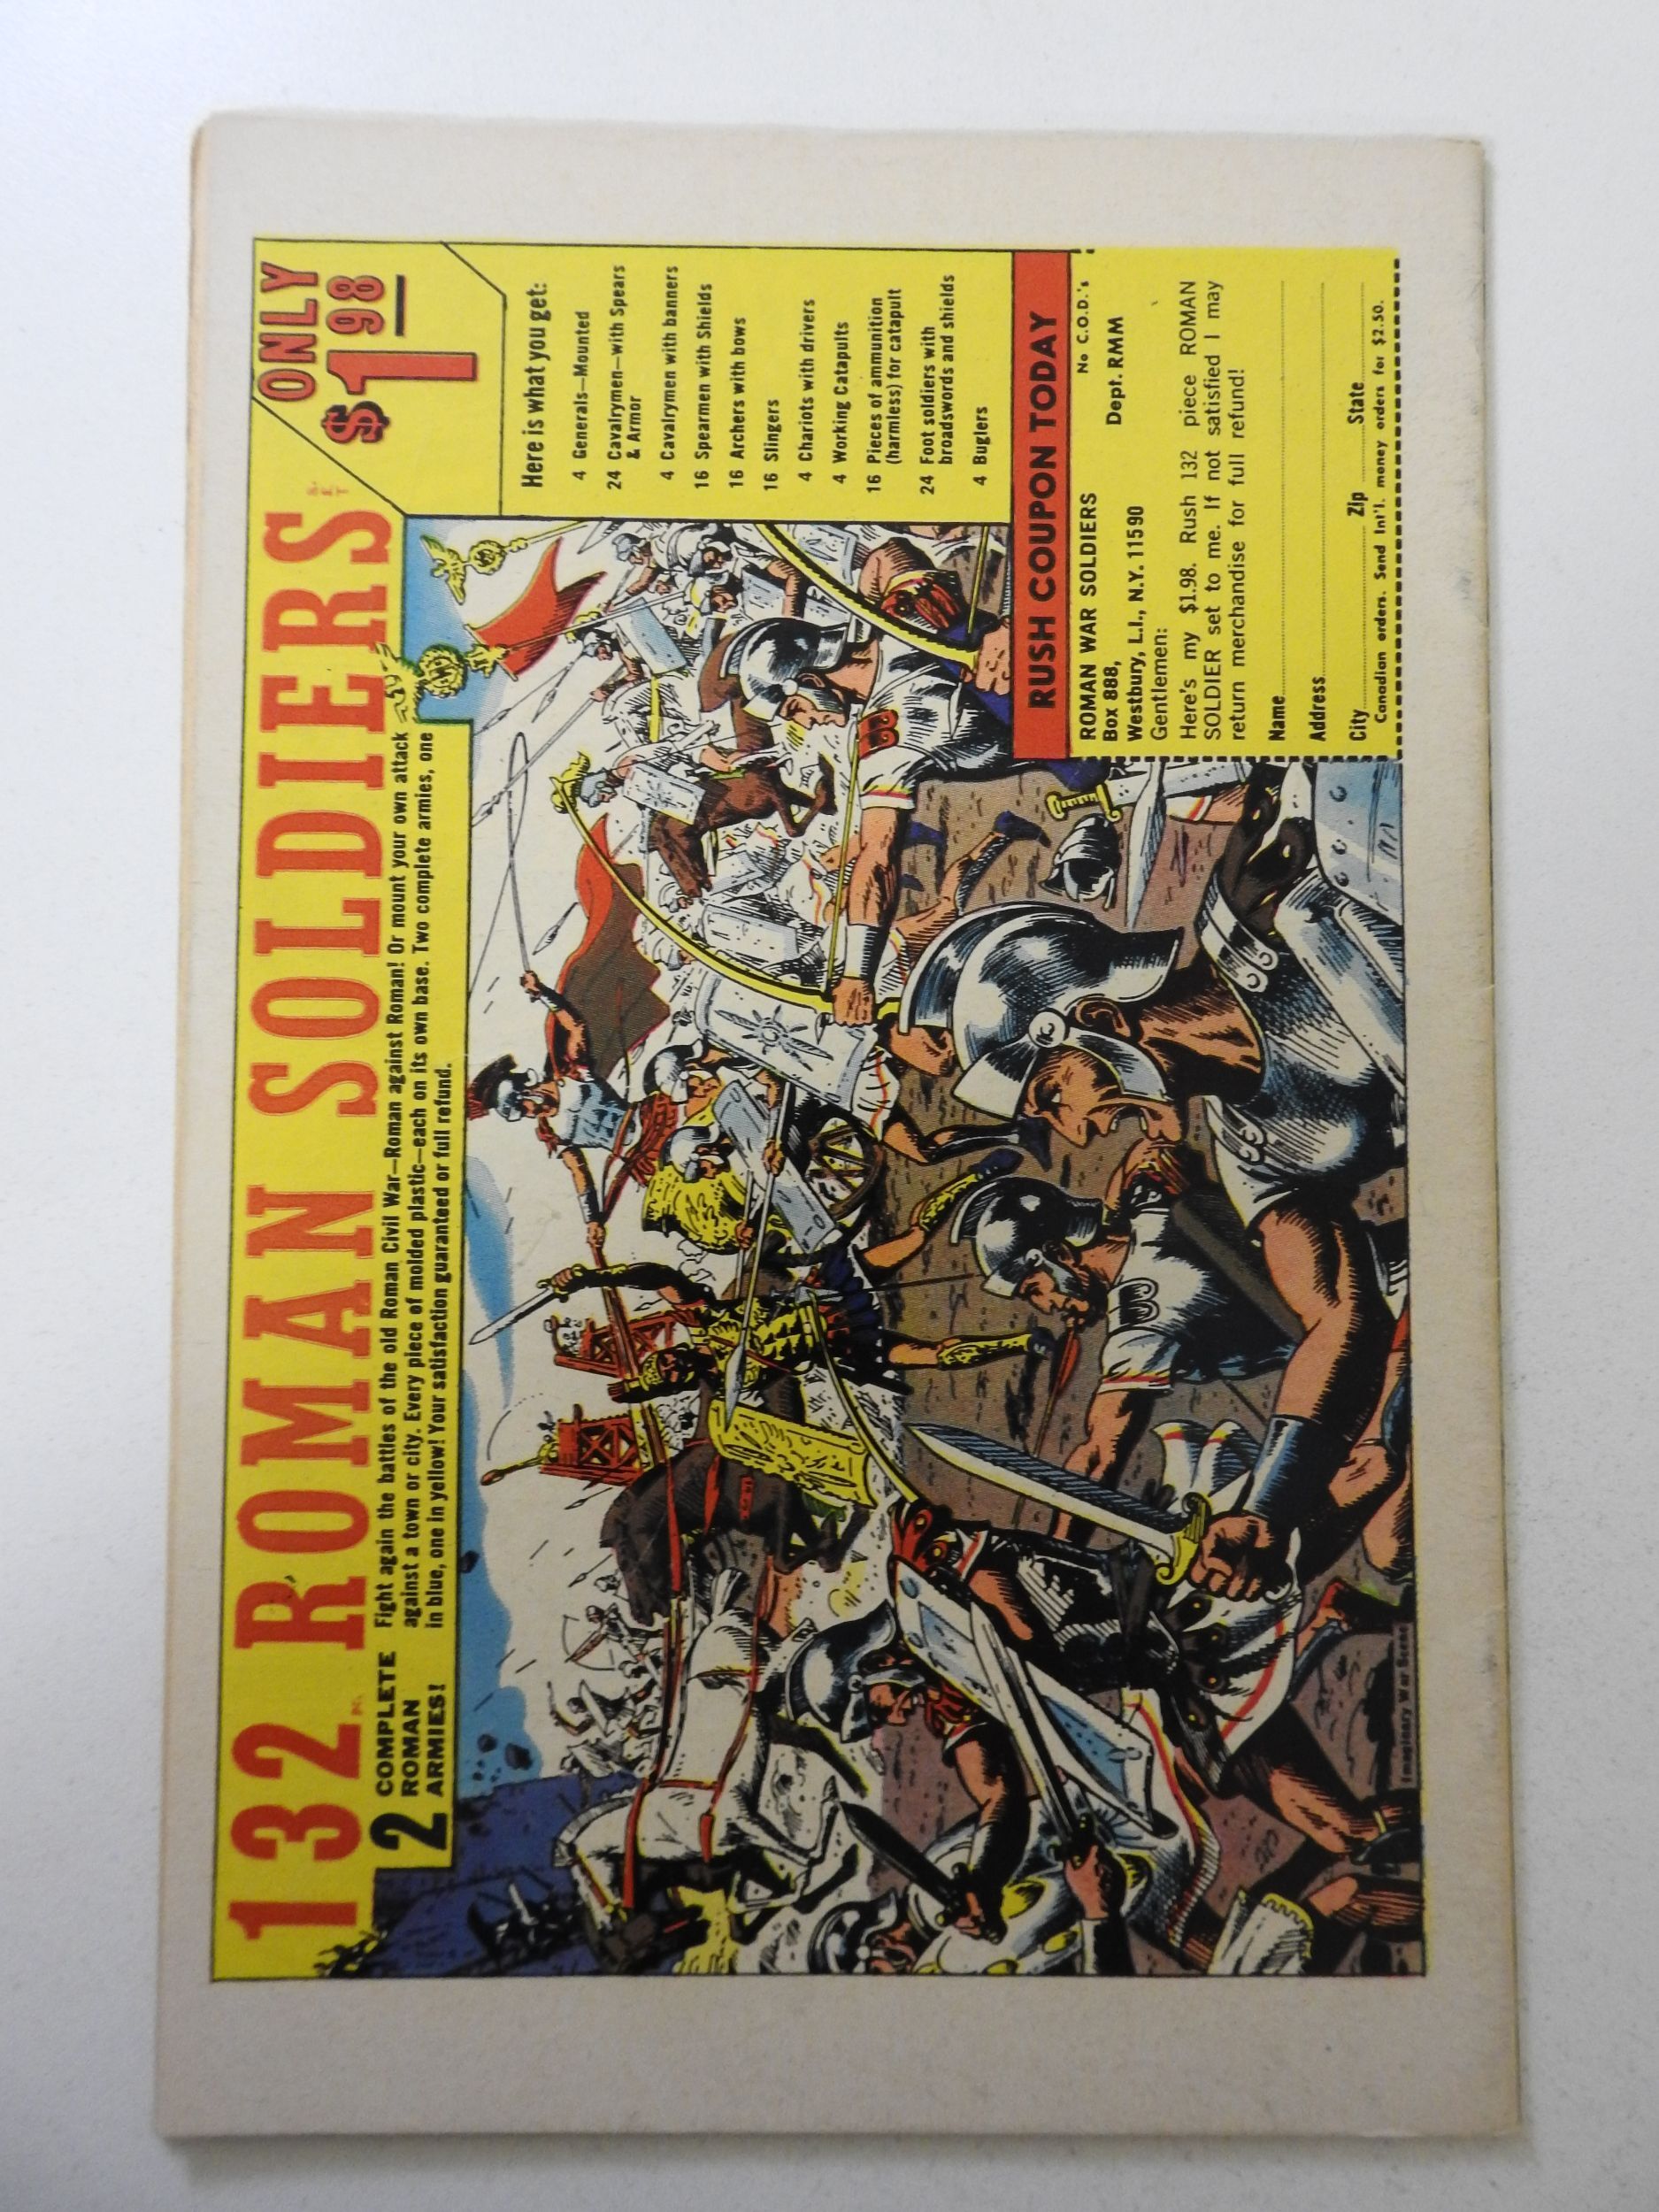 132 PC. ROMAN SOLDIERS SET
ONLY
$1.98
2 COMPLETE
ROMAN
ARMIES!
Fight again the battles of the old Roman Civil War—Roman against Roman! Or mount your own attack
against a town or city. Every piece of molded plastic—each on its own base. Two complete armies, one
in blue, one in yellow! Your satisfaction guaranteed or full refund.
Here is what you get:
4 Generals—Mounted
24 Cavalrymen—with Spears
& Armor
4 Cavalrymen with banners
16 Spearmen with Shields
16 Archers with bows
16 Slingers
4 Chariots with drivers
4 Working Catapults
16 Pieces of ammunition
(harmless) for catapult
24 Foot soldiers with
broadswords and shields
4 Buglers
RUSH COUPON TODAY
No C.O.D.'s
ROMAN WAR SOLDIERS
Box 888, Dept. RMM
Westbury, L.I., N.Y. 11590
Gentlemen:
Here's my $1.98. Rush 132 piece ROMAN
SOLDIER set to me. If not satisfied I may
return merchandise for full refund!
Name
Address
City Zip State
Canadian orders. Send Int'l. money orders for $2.50.
Imaginary War Scene